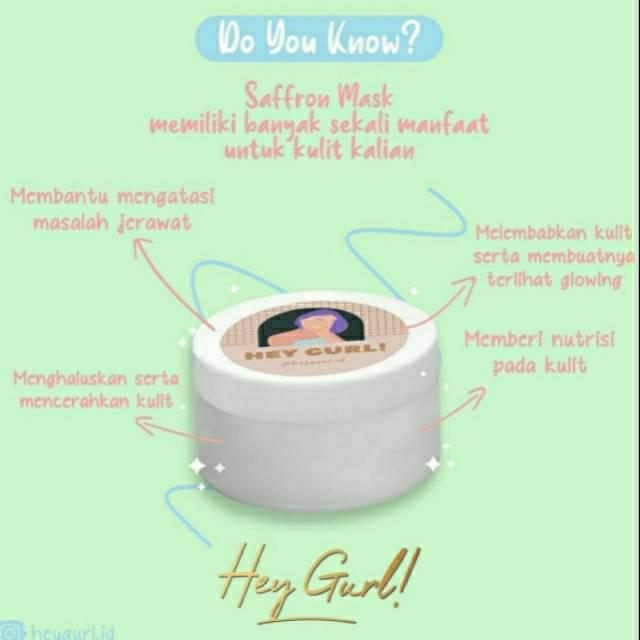 Do You Know?
Saffron Mask
memiliki banyak sekali manfaat
untuk kulit kalian
Membantu mengatasi
masalah jerawat
Melembabkan kulit
serta membuatnya
terlihat glowing
HEY GURL!
Memberi nutrisi
pada kulit
Menghaluskan serta
mencerahkan kulit
Hey Gurl!
heygurl.id